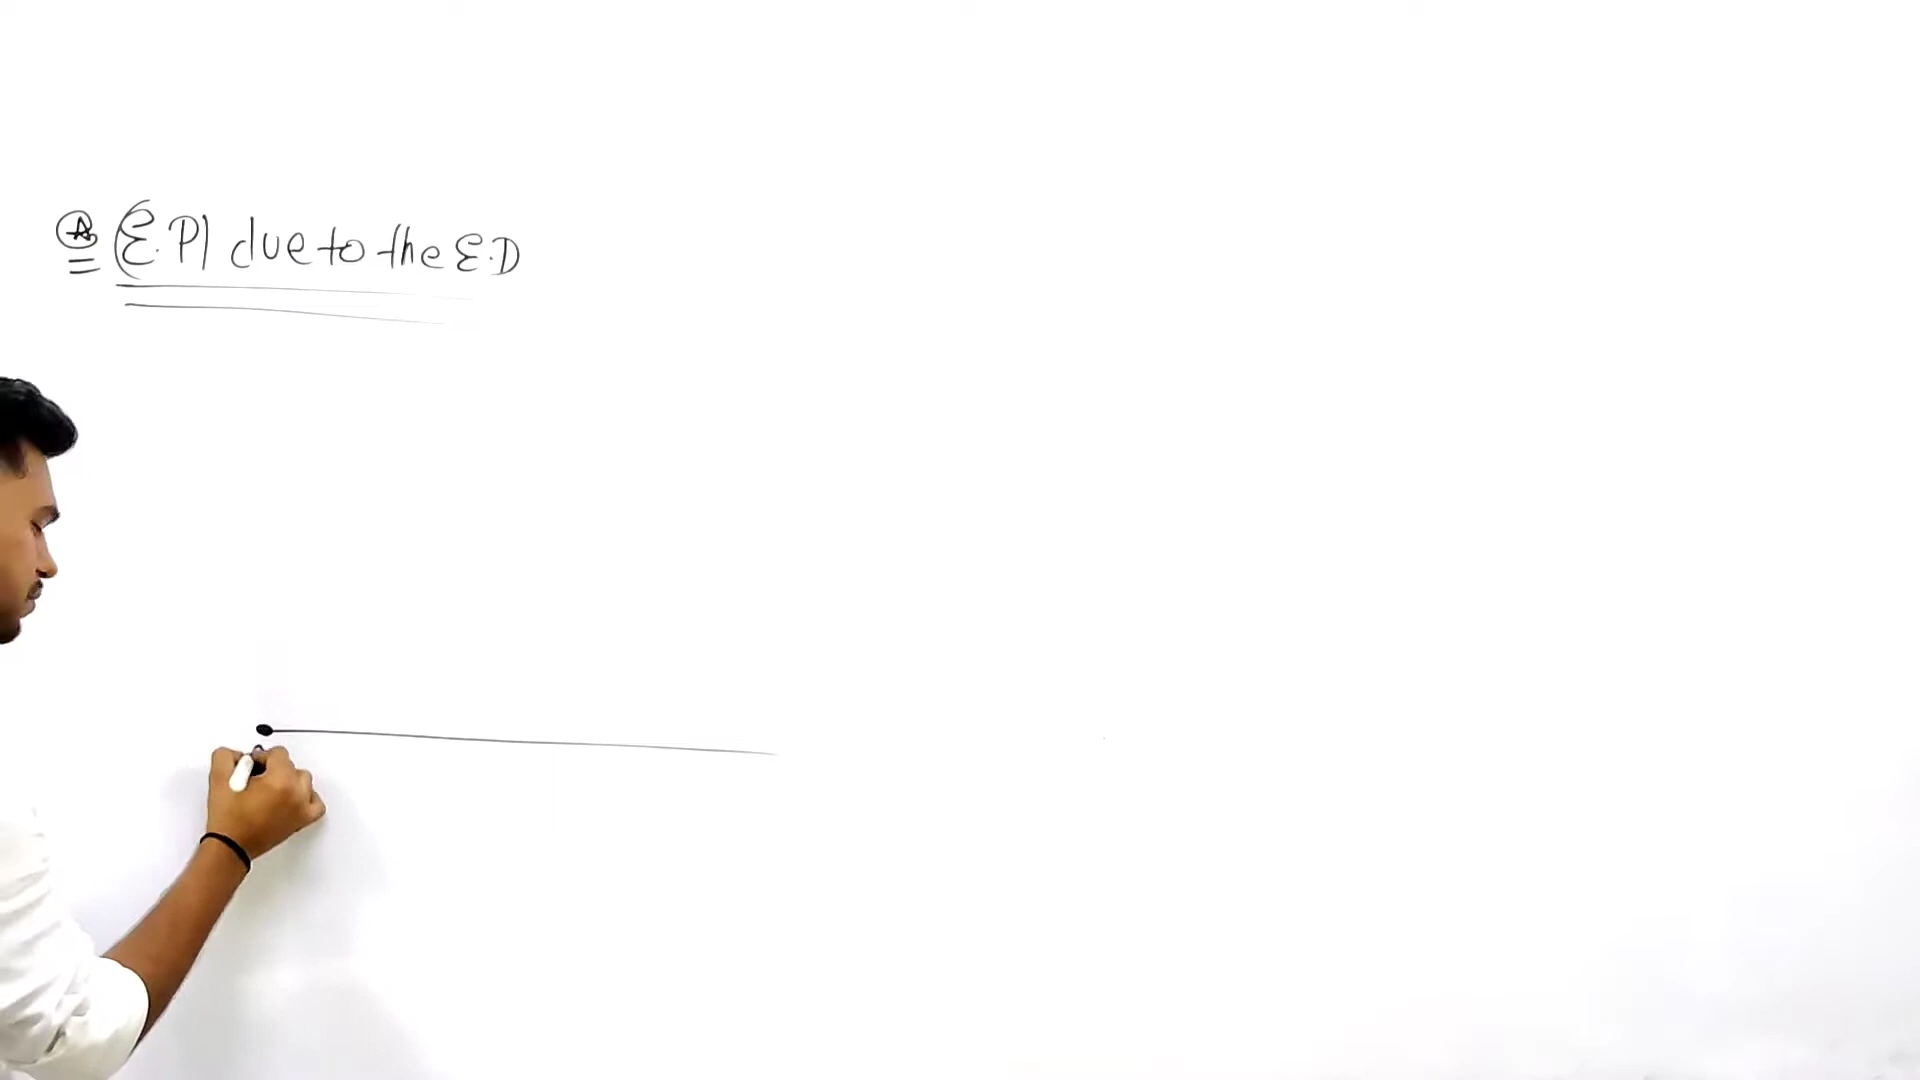 (E.P) due to the E.D